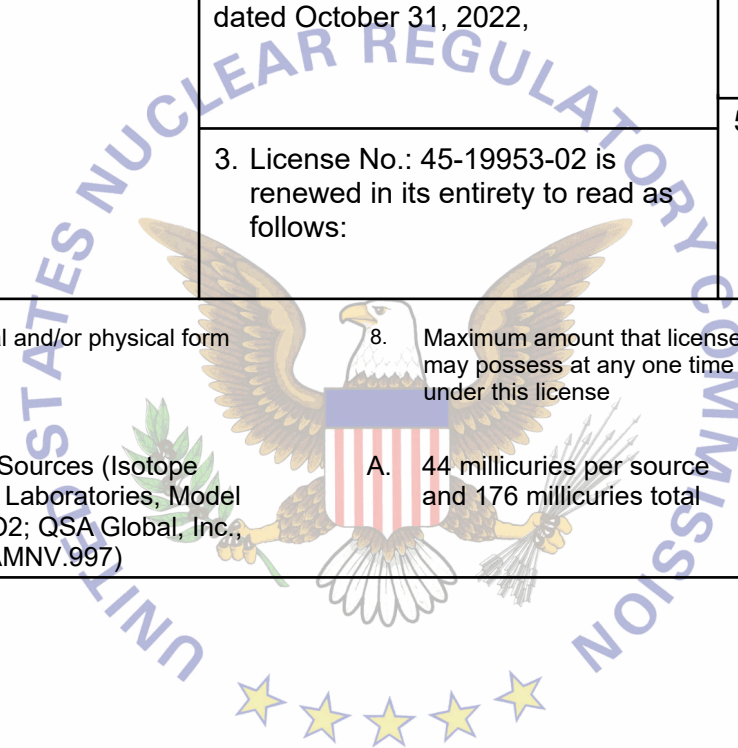 dated October 31, 2022,
3. License No.: 45-19953-02 is
renewed in its entirety to read as
follows:
and/or physical form
8. Maximum amount that license
may possess at any one time
under this license
Sources (Isotope
Laboratories, Model
QSA Global, Inc.,
A. 44 millicuries per source
and 176 millicuries total
UNITED STATES NUCLEAR REGULATORY COMMISSION